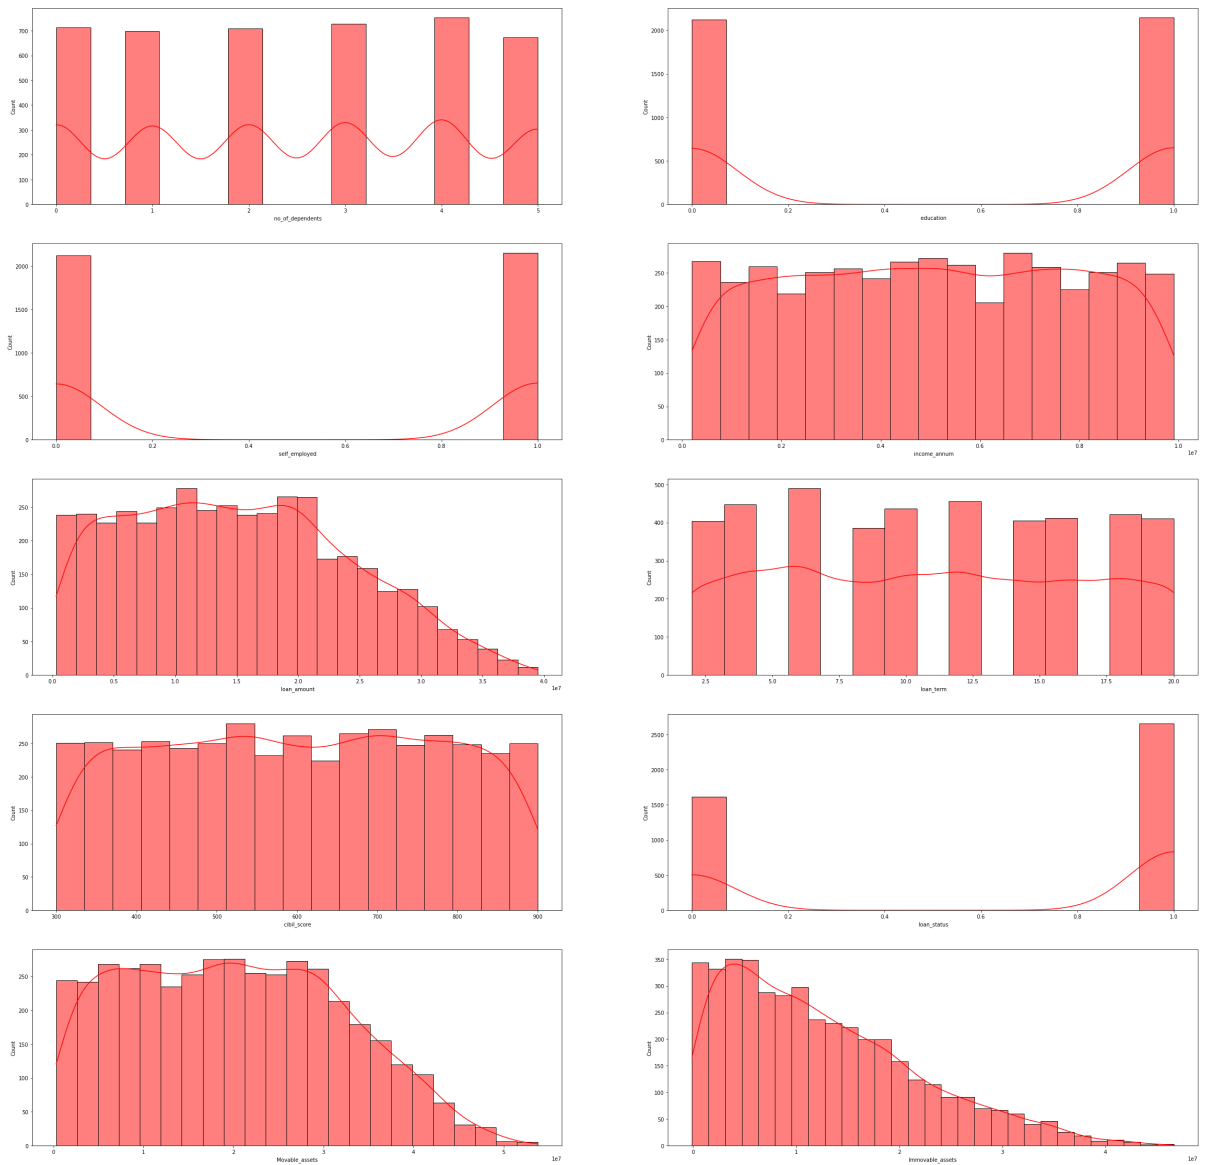 Count
700
600
500
400
300
200
100
0
0 1 2 3 4 5
no_of_dependents
Count
2000
1500
1000
500
0
0.0 0.2 0.4 0.6 0.8 1.0
education
Count
2000
1500
1000
500
0
0.0 0.2 0.4 0.6 0.8 1.0
self_employed
Count
250
200
150
100
50
0
0.0 0.2 0.4 0.6 0.8 1.0
1e7
income_annum
Count
250
200
150
100
50
0
0.0 0.5 1.0 1.5 2.0 2.5 3.0 3.5 4.0
1e7
loan_amount
Count
500
400
300
200
100
0
2.5 5.0 7.5 10.0 12.5 15.0 17.5 20.0
loan_term
Count
250
200
150
100
50
0
300 400 500 600 700 800 900
cibil_score
Count
2500
2000
1500
1000
500
0
0.0 0.2 0.4 0.6 0.8 1.0
loan_status
Count
250
200
150
100
50
0
0 1 2 3 4 5
1e7
Movable_assets
Count
350
300
250
200
150
100
50
0
0 1 2 3 4
1e7
Immovable_assets